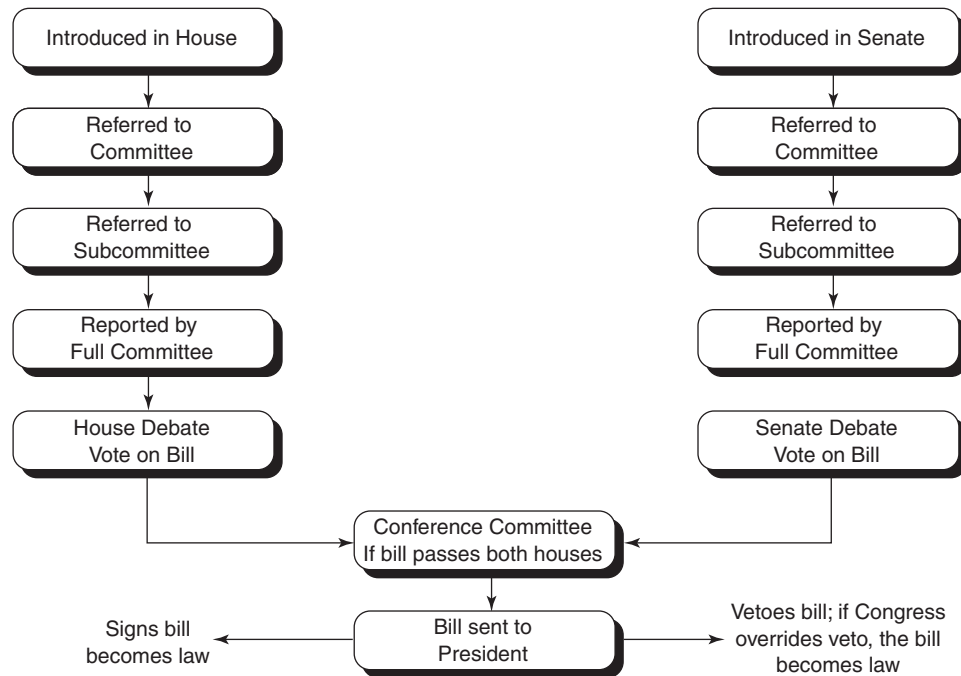 Introduced in House
Introduced in Senate
Referred to
Committee
Referred to
Committee
Referred to
Subcommittee
Referred to
Subcommittee
Reported by
Full Committee
Reported by
Full Committee
House Debate
Vote on Bill
Senate Debate
Vote on Bill
Conference Committee
If bill passes both houses
Signs bill
becomes law
Bill sent to
President
Vetoes bill; if Congress
overrides veto, the bill
becomes law